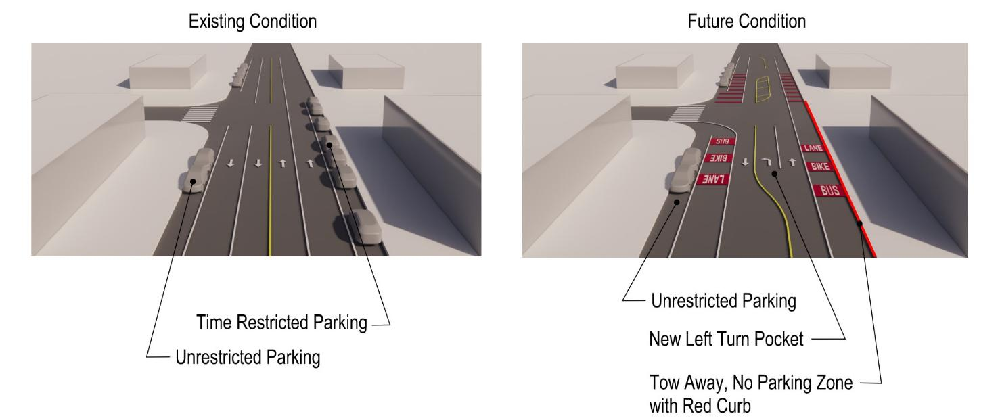 Existing Condition
Future Condition
BUS
BIKE
LANE
LANE
BIKE
BUS
Time Restricted Parking
Unrestricted Parking
Unrestricted Parking
New Left Turn Pocket
Tow Away, No Parking Zone
with Red Curb